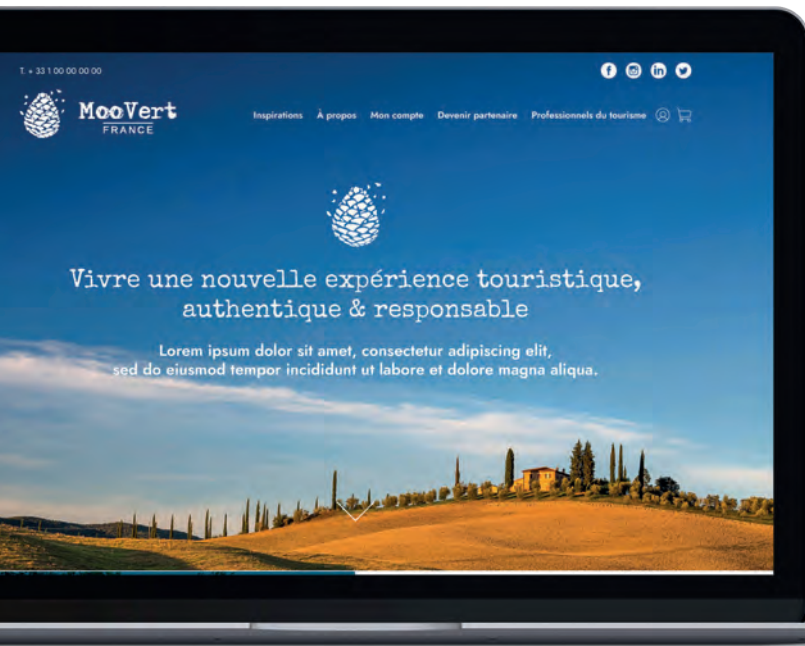 T. + 33 1 00 00 00 00
MooVert
FRANCE
Inspirations À propos Mon compte Devenir partenaire Professionnels du tourisme
Vivre une nouvelle expérience touristique,
authentique & responsable
Lorem ipsum dolor sit amet, consectetur adipiscing elit,
sed do eiusmod tempor incididunt ut labore et dolore magna aliqua.